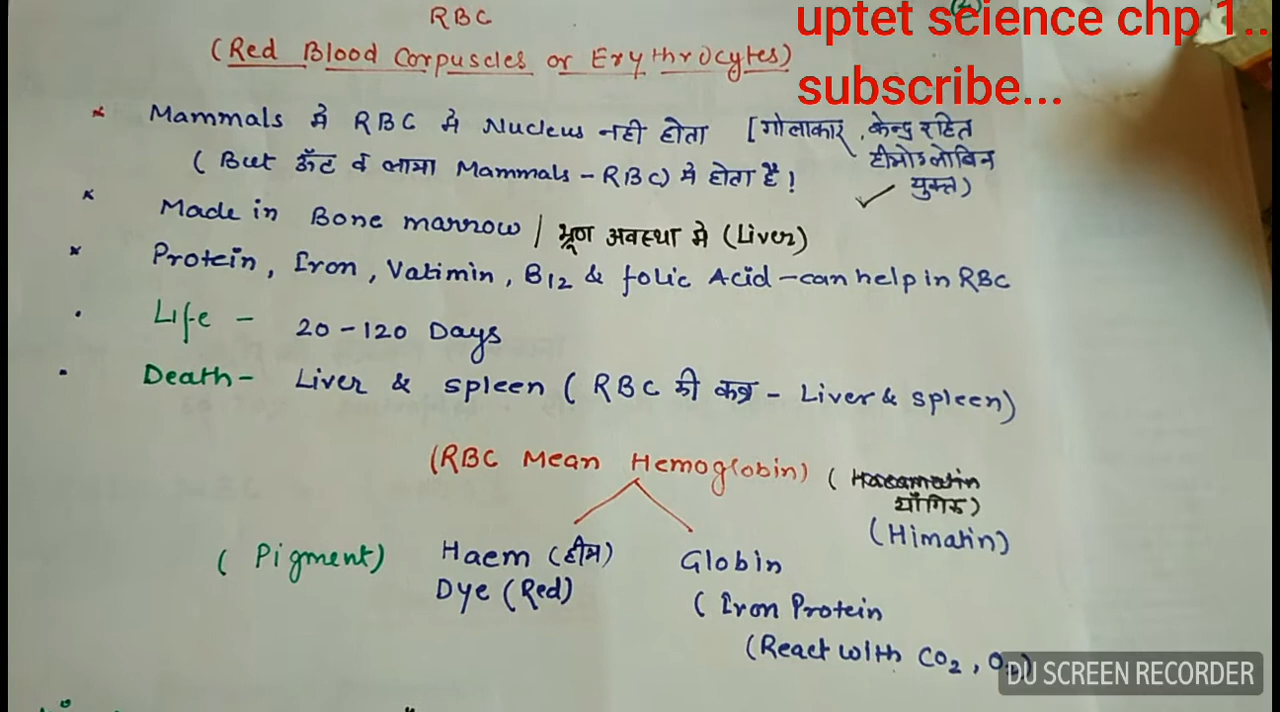 RBC
(2)
uptet science chp 1..
subscribe...
(Red Blood Corpuscles or Erythrocytes)
* Mammals मे RBC मे Nucleus नही होता [गोलाकार, केन्द्र रहित
हीमोग्लोबिन
युक्त)
(But ऊँट व लामा Mammals - RBC) मे होता है!
* Made in Bone marrow / भ्रूण अवस्था मे (Liver)
* Protein, Iron, Vatimin, B12 & folic Acid - can help in RBC
• Life - 20-120 Days
• Death - Liver & spleen (RBC की कब्र - Liver & spleen)
(RBC Mean Hemoglobin) (
यौगिक)
(Himatin)
(Pigment) Haem (हीम) Globin
Dye (Red) (Iron Protein
(React with CO2, O2)
DU SCREEN RECORDER